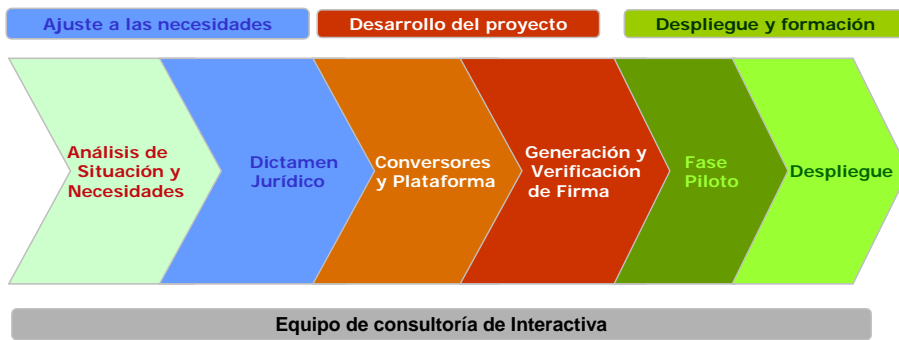 Ajuste a las necesidades
Desarrollo del proyecto
Despliegue y formación
Análisis de
Situación y
Necesidades
Dictamen
Jurídico
Conversores
y Plataforma
Generación y
Verificación
de Firma
Fase
Piloto
Despliegue
Equipo de consultoría de Interactiva